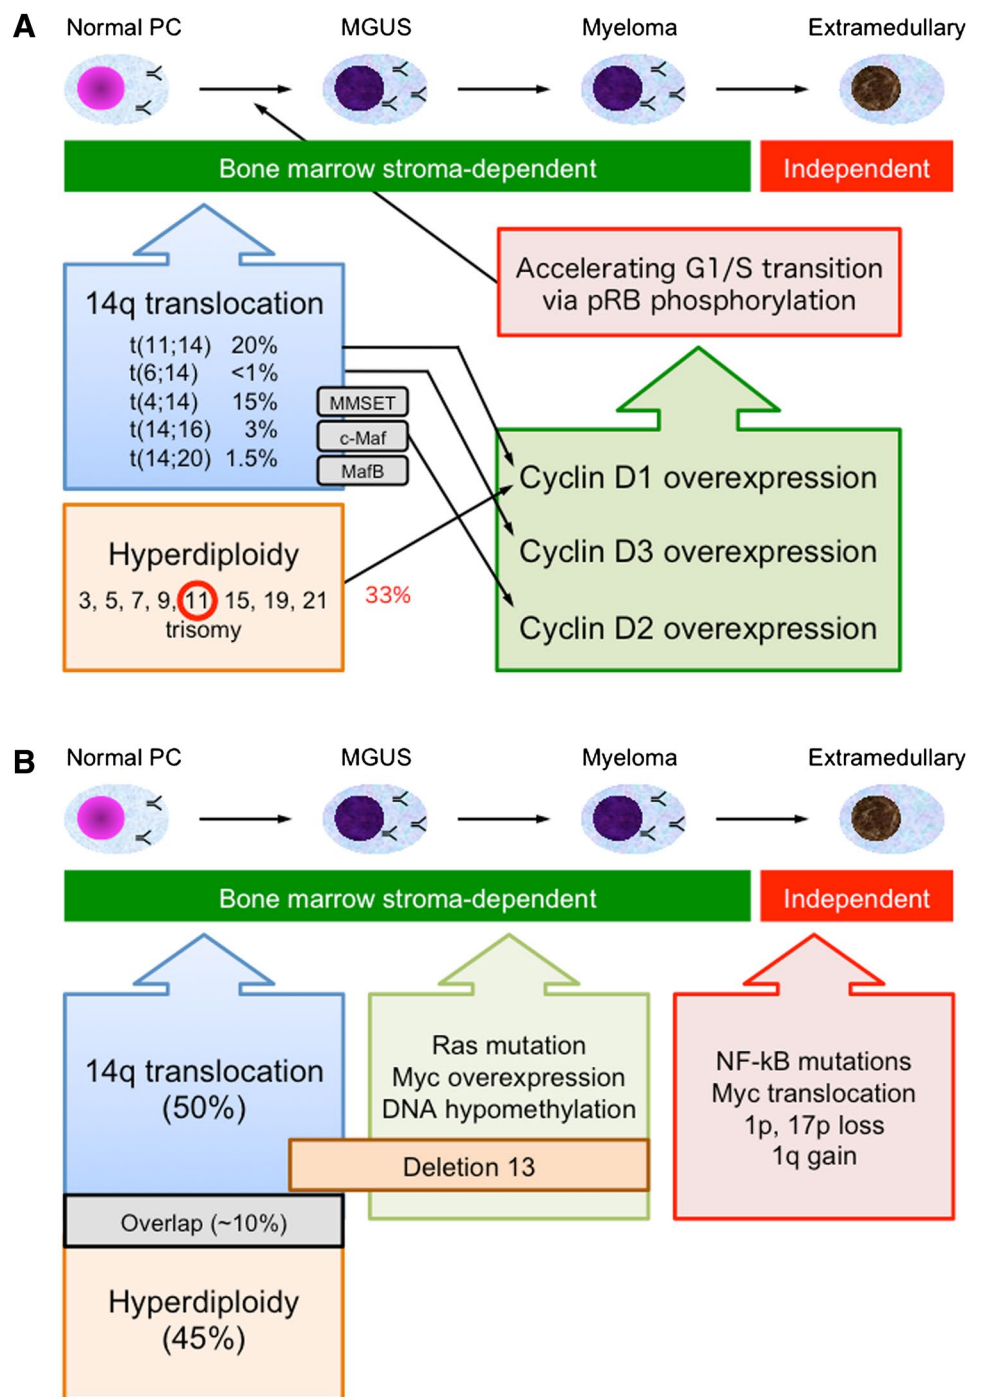 A
Normal PC MGUS Myeloma Extramedullary
Bone marrow stroma-dependent Independent
Accelerating G1/S transition
via pRB phosphorylation
14q translocation
t(11;14) 20%
t(6;14) <1%
t(4;14) 15% MMSET
t(14;16) 3% c-Maf
t(14;20) 1.5% MafB
Cyclin D1 overexpression
Cyclin D3 overexpression
Cyclin D2 overexpression
Hyperdiploidy
3, 5, 7, 9, 11 15, 19, 21
trisomy
33%
B
Normal PC MGUS Myeloma Extramedullary
Bone marrow stroma-dependent Independent
14q translocation
(50%)
Overlap (~10%)
Hyperdiploidy
(45%)
Ras mutation
Myc overexpression
DNA hypomethylation
Deletion 13
NF-kB mutations
Myc translocation
1p, 17p loss
1q gain